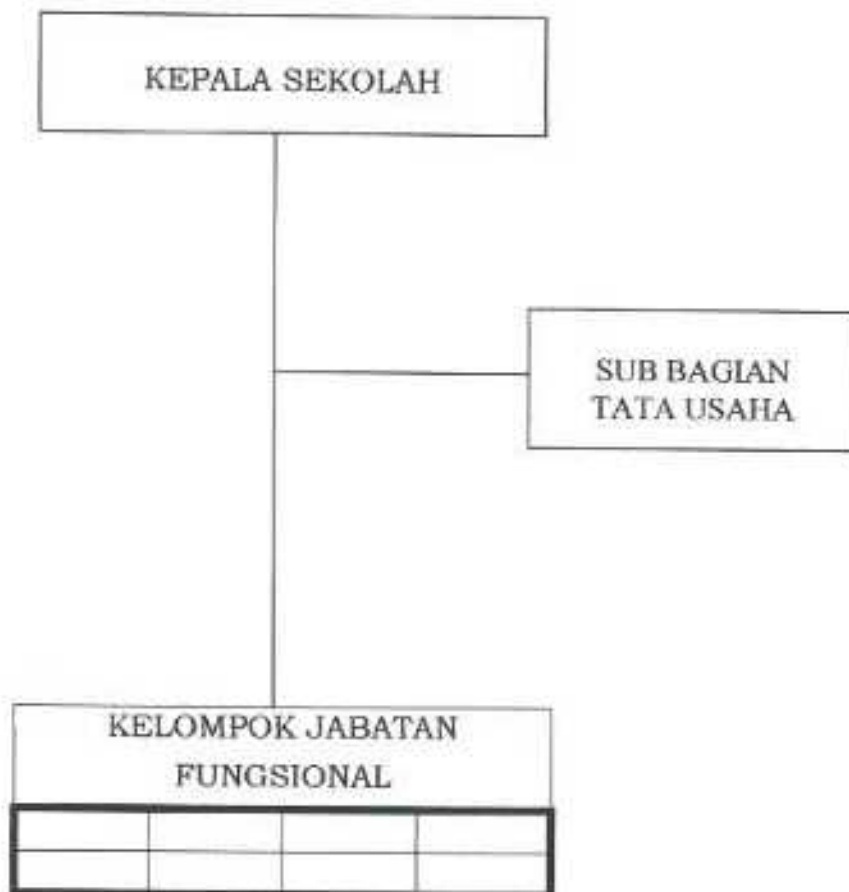 KEPALA SEKOLAH
SUB BAGIAN
TATA USAHA
KELOMPOK JABATAN
FUNGSIONAL